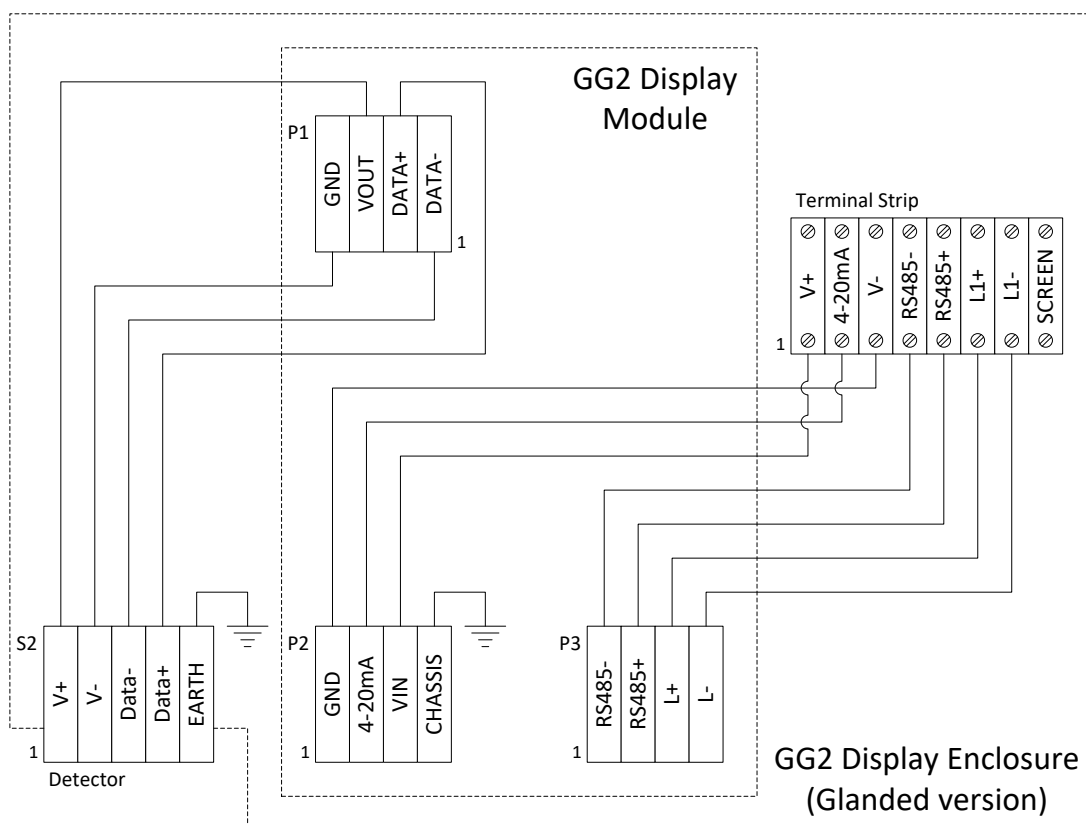 GG2 Display
Module
P1
GND
VOUT
DATA+
DATA-
1
Terminal Strip
V+
4-20mA
V-
RS485-
RS485+
L1+
L1-
SCREEN
1
S2
V+
V-
Data-
Data+
EARTH
1
Detector
P2
GND
4-20mA
VIN
CHASSIS
1
P3
RS485-
RS485+
L+
L-
1
GG2 Display Enclosure
(Glanded version)